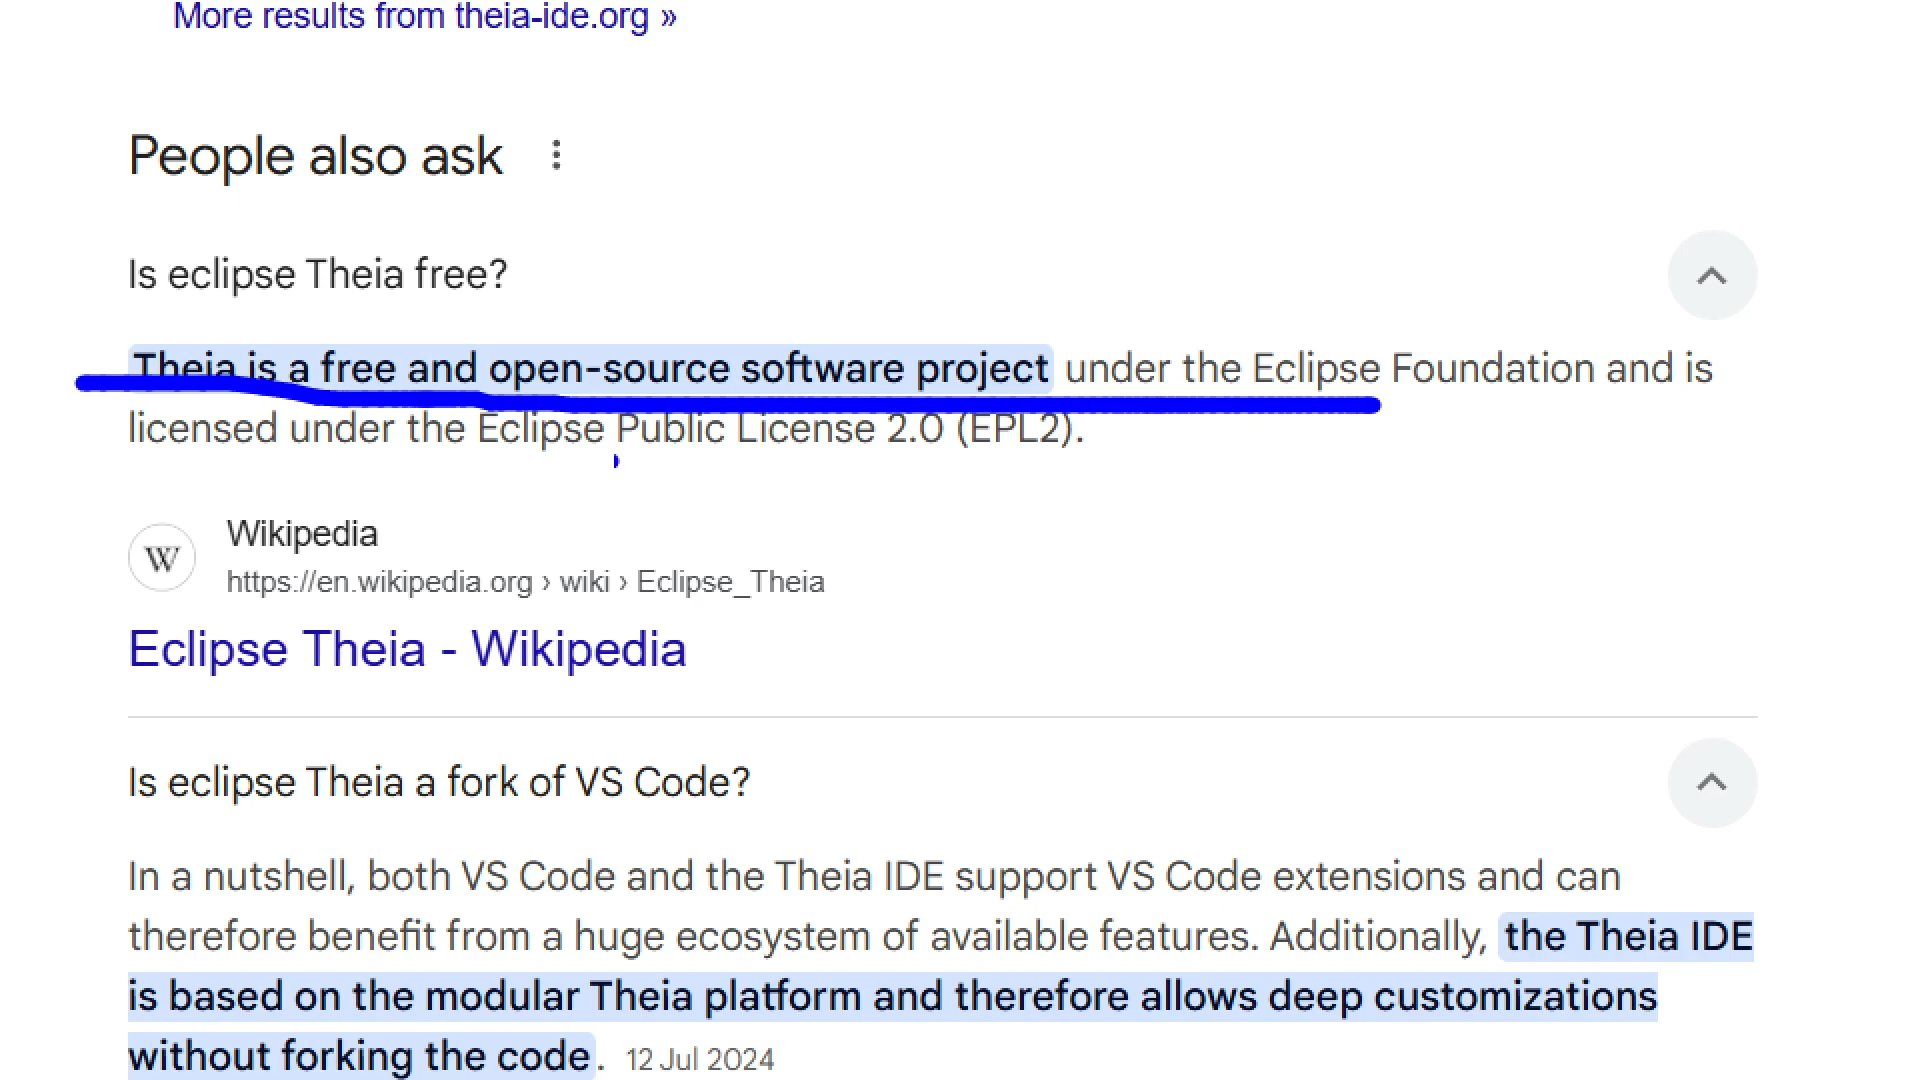 More results from theia-ide.org »
People also ask
Is eclipse Theia free?
Theia is a free and open-source software project under the Eclipse Foundation and is
licensed under the Eclipse Public License 2.0 (EPL2).
W
Wikipedia
https://en.wikipedia.org › wiki › Eclipse_Theia
Eclipse Theia - Wikipedia
Is eclipse Theia a fork of VS Code?
In a nutshell, both VS Code and the Theia IDE support VS Code extensions and can
therefore benefit from a huge ecosystem of available features. Additionally, the Theia IDE
is based on the modular Theia platform and therefore allows deep customizations
without forking the code. 12 Jul 2024